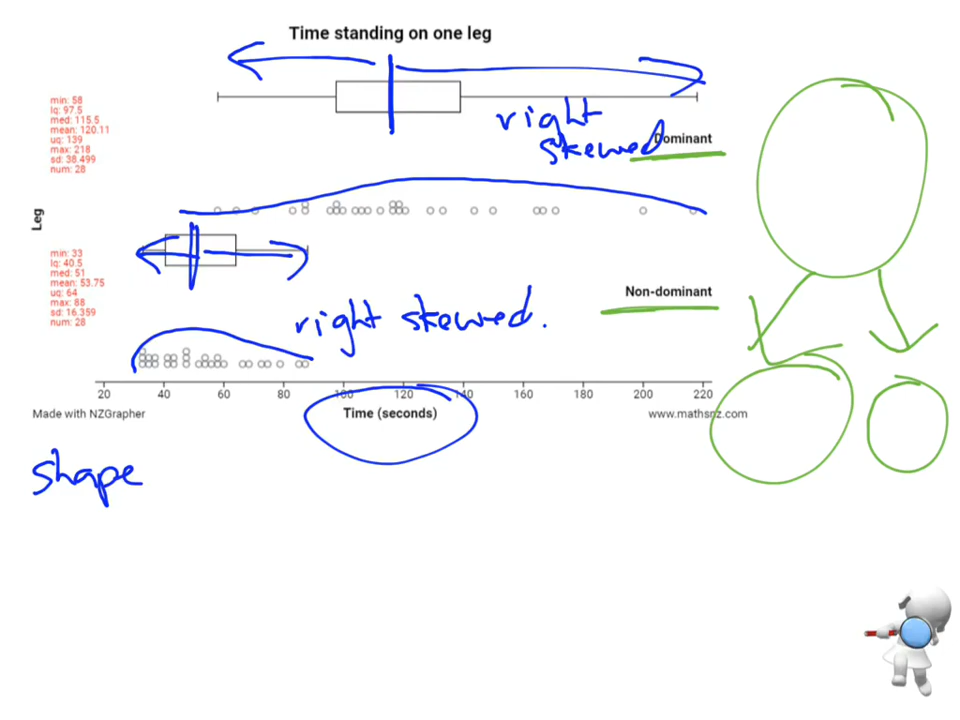 Time standing on one leg
min: 58
lq: 97.5
med: 115.5
mean: 120.11
uq: 139
max: 218
sd: 38.499
num: 28
right
skewed
Dominant
Leg
min: 33
lq: 40.5
med: 51
mean: 53.75
uq: 64
max: 88
sd: 16.359
num: 28
Non-dominant
right skewed.
20 40 60 80 100 120 140 160 180 200 220
Made with NZGrapher Time (seconds) www.mathsnz.com
shape